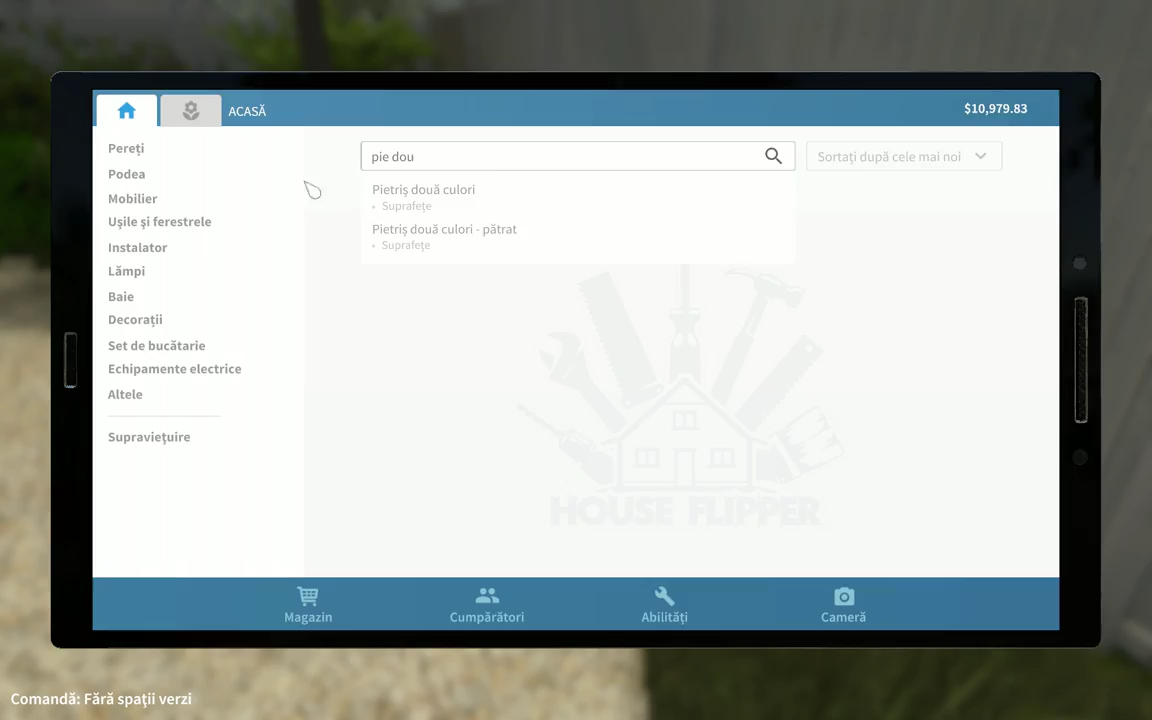 ACASĂ
$10,979.83
Pereți
Podea
Mobilier
Ușile și ferestrele
Instalator
Lămpi
Baie
Decorații
Set de bucătarie
Echipamente electrice
Altele
Supraviețuire
pie dou
Sortați după cele mai noi
Pietriș două culori
• Suprafețe
Pietriș două culori - pătrat
• Suprafețe
HOUSE FLIPPER
Magazin
Cumpărători
Abilități
Cameră
Comandă: Fără spații verzi